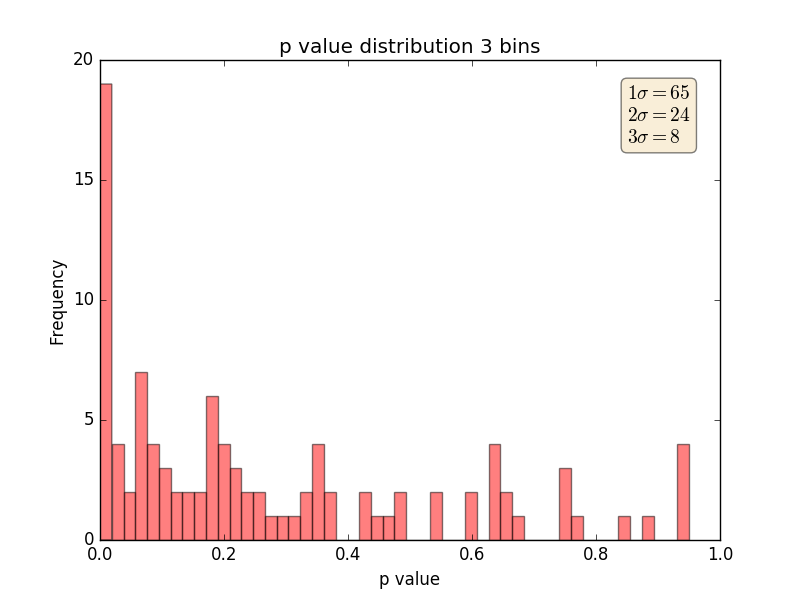 p value distribution 3 bins
1σ = 65
2σ = 24
3σ = 8
20
15
10
5
0
Frequency
0.0 0.2 0.4 0.6 0.8 1.0
p value